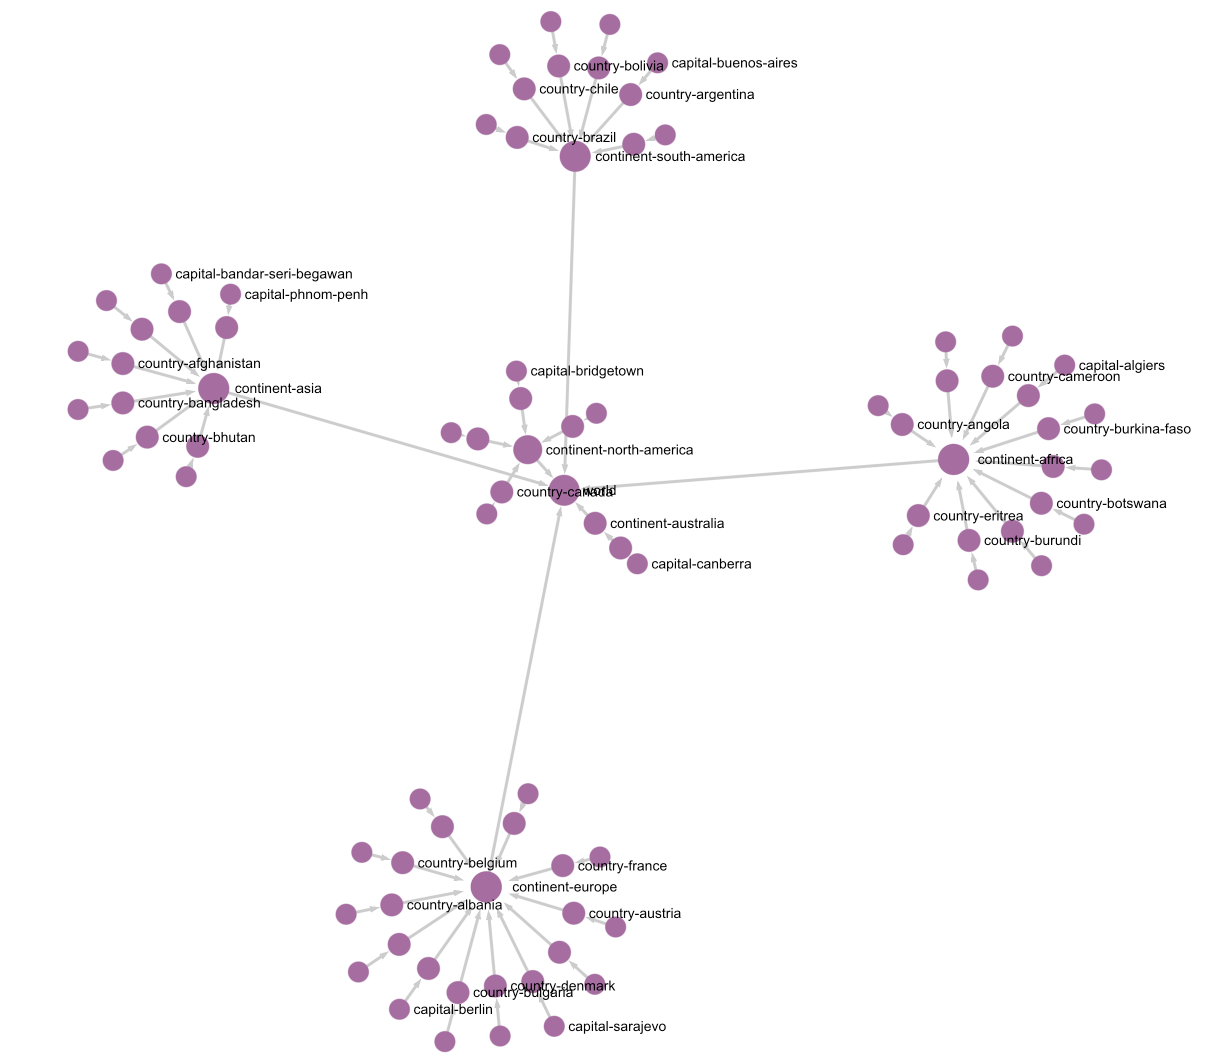 country-bolivia
capital-buenos-aires
country-chile
country-argentina
country-brazil
continent-south-america
capital-bandar-seri-begawan
capital-phnom-penh
country-afghanistan
continent-asia
country-bangladesh
country-bhutan
capital-bridgetown
continent-north-america
country-canada
world
continent-australia
capital-canberra
capital-algiers
country-cameroon
country-angola
country-burkina-faso
continent-africa
country-botswana
country-eritrea
country-burundi
country-belgium
country-france
continent-europe
country-albania
country-austria
country-denmark
country-bulgaria
capital-berlin
capital-sarajevo